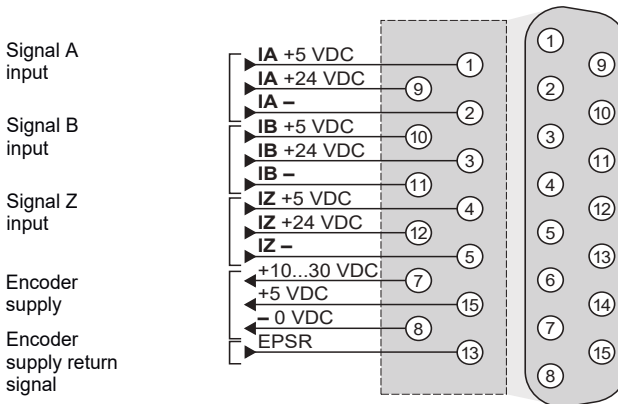 Signal A
input
IA +5 VDC
1
IA +24 VDC
9
IA –
2
Signal B
input
IB +5 VDC
10
IB +24 VDC
3
IB –
11
Signal Z
input
IZ +5 VDC
4
IZ +24 VDC
12
IZ –
5
Encoder
supply
+10...30 VDC
7
+5 VDC
15
– 0 VDC
8
Encoder
supply return
signal
EPSR
13
1
9
2
10
3
11
4
12
5
13
6
14
7
15
8